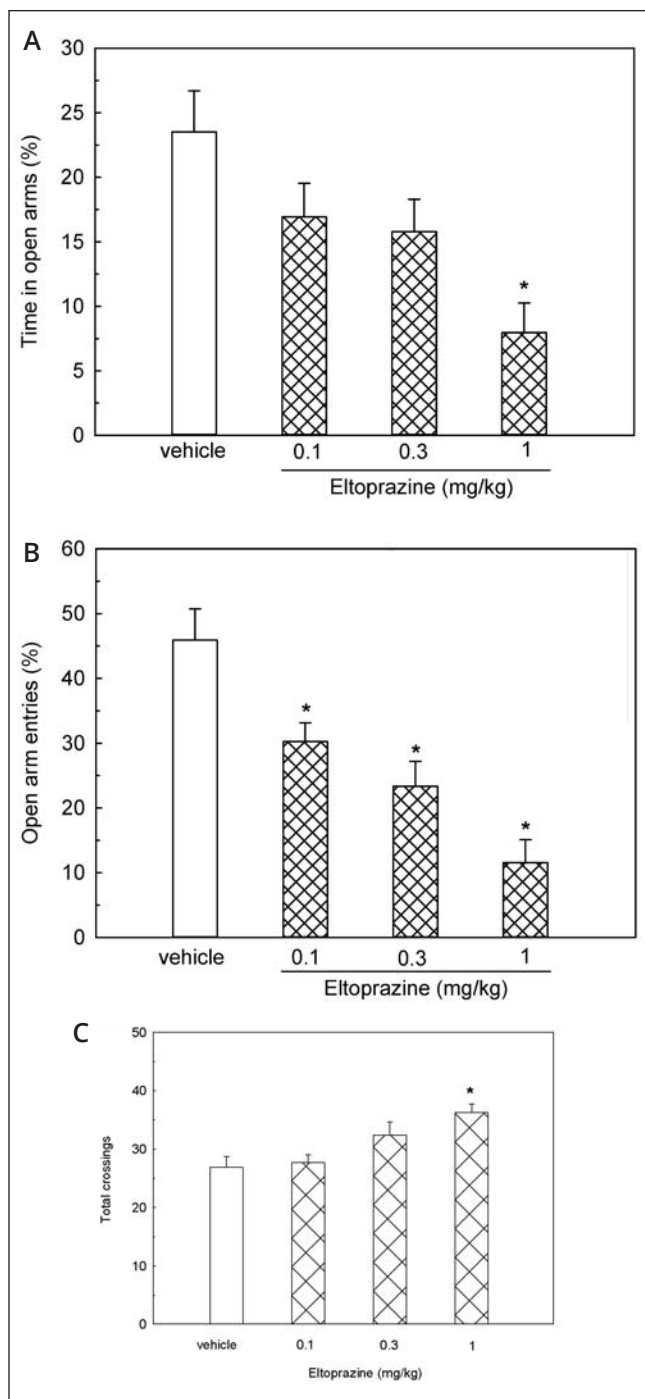 A
Time in open arms (%)
30
25
20
15
10
5
0
*
vehicle 0.1 0.3 1
Eltoprazine (mg/kg)
B
Open arm entries (%)
60
50
40
30
20
10
0
* * *
vehicle 0.1 0.3 1
Eltoprazine (mg/kg)
C
Total crossings
50
40
30
20
10
0
*
vehicle 0.1 0.3 1
Eltoprazine (mg/kg)